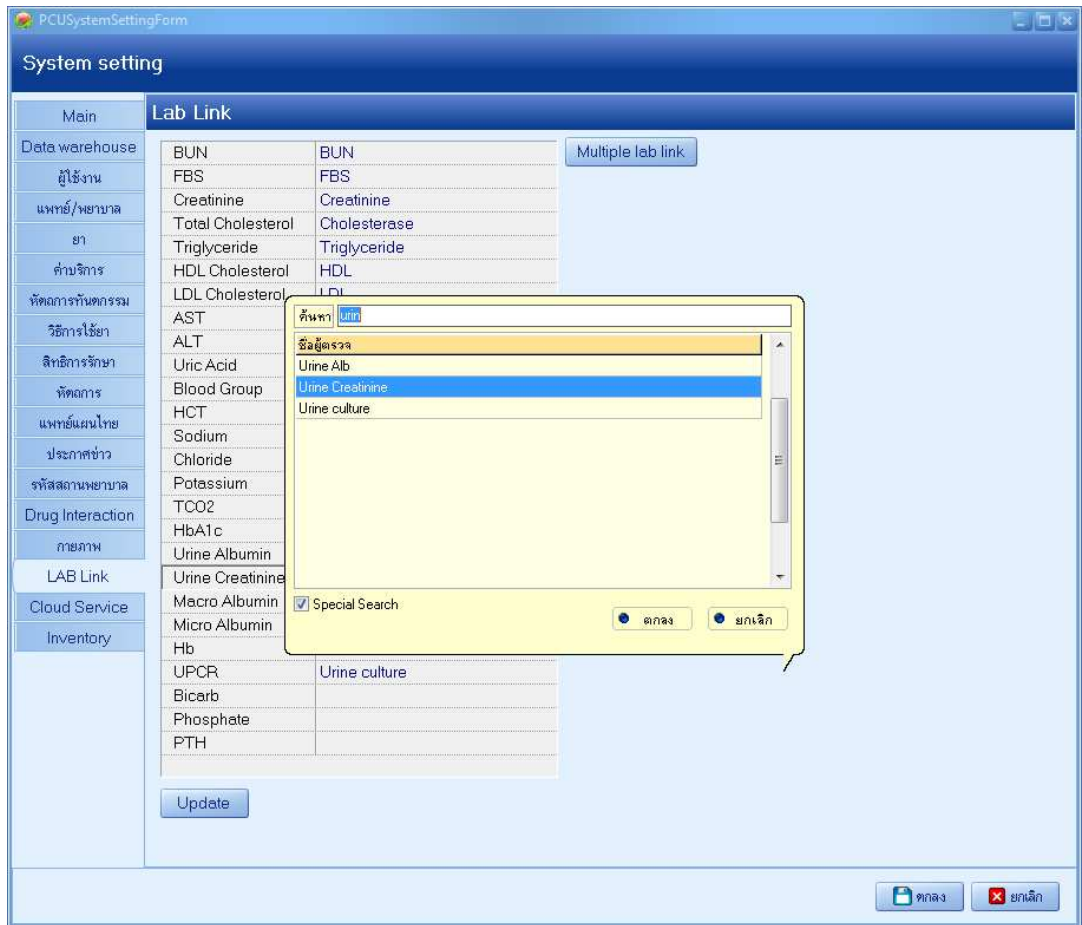 PCUSystemSettingForm
System setting
Main
Data warehouse
ผู้ใช้งาน
แพทย์/พยาบาล
ยา
ค่าบริการ
หัตถการทันตกรรม
วิธีการใช้ยา
สิทธิการรักษา
หัตถการ
แพทย์แผนไทย
ประกาศข่าว
รหัสสถานพยาบาล
Drug Interaction
กายภาพ
LAB Link
Cloud Service
Inventory
Lab Link
BUN BUN
FBS FBS
Creatinine Creatinine
Total Cholesterol Cholesterase
Triglyceride Triglyceride
HDL Cholesterol HDL
LDL Cholesterol LDL
AST
ALT
Uric Acid
Blood Group
HCT
Sodium
Chloride
Potassium
TCO2
HbA1c
Urine Albumin
Urine Creatinine
Macro Albumin
Micro Albumin
Hb
UPCR Urine culture
Bicarb
Phosphate
PTH
Update
Multiple lab link
ค้นหา urin
ชื่อผู้ตรวจ
Urine Alb
Urine Creatinine
Urine culture
Special Search
ตกลง ยกเลิก
ตกลง ยกเลิก